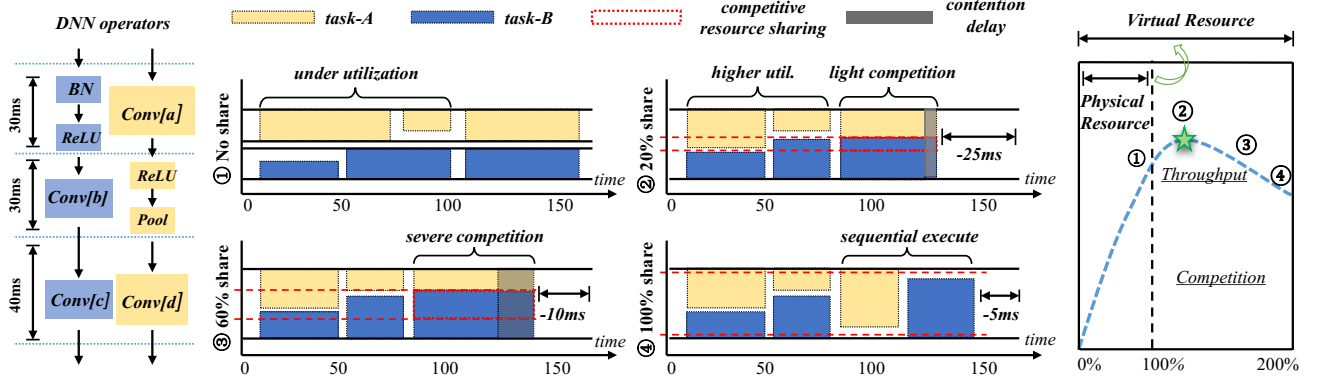 DNN operators
task-A
task-B
competitive
resource sharing
contention
delay
Virtual Resource
30ms
BN
ReLU
Conv[a]
30ms
Conv[b]
ReLU
Pool
40ms
Conv[c]
Conv[d]
① No share
under utilization
time
0
50
100
150
② 20% share
higher util.
light competition
-25ms
time
0
50
100
150
③ 60% share
severe competition
-10ms
time
0
50
100
150
④ 100% share
sequential execute
-5ms
time
0
50
100
150
Physical
Resource
①
②
③
④
Throughput
Competition
0%
100%
200%